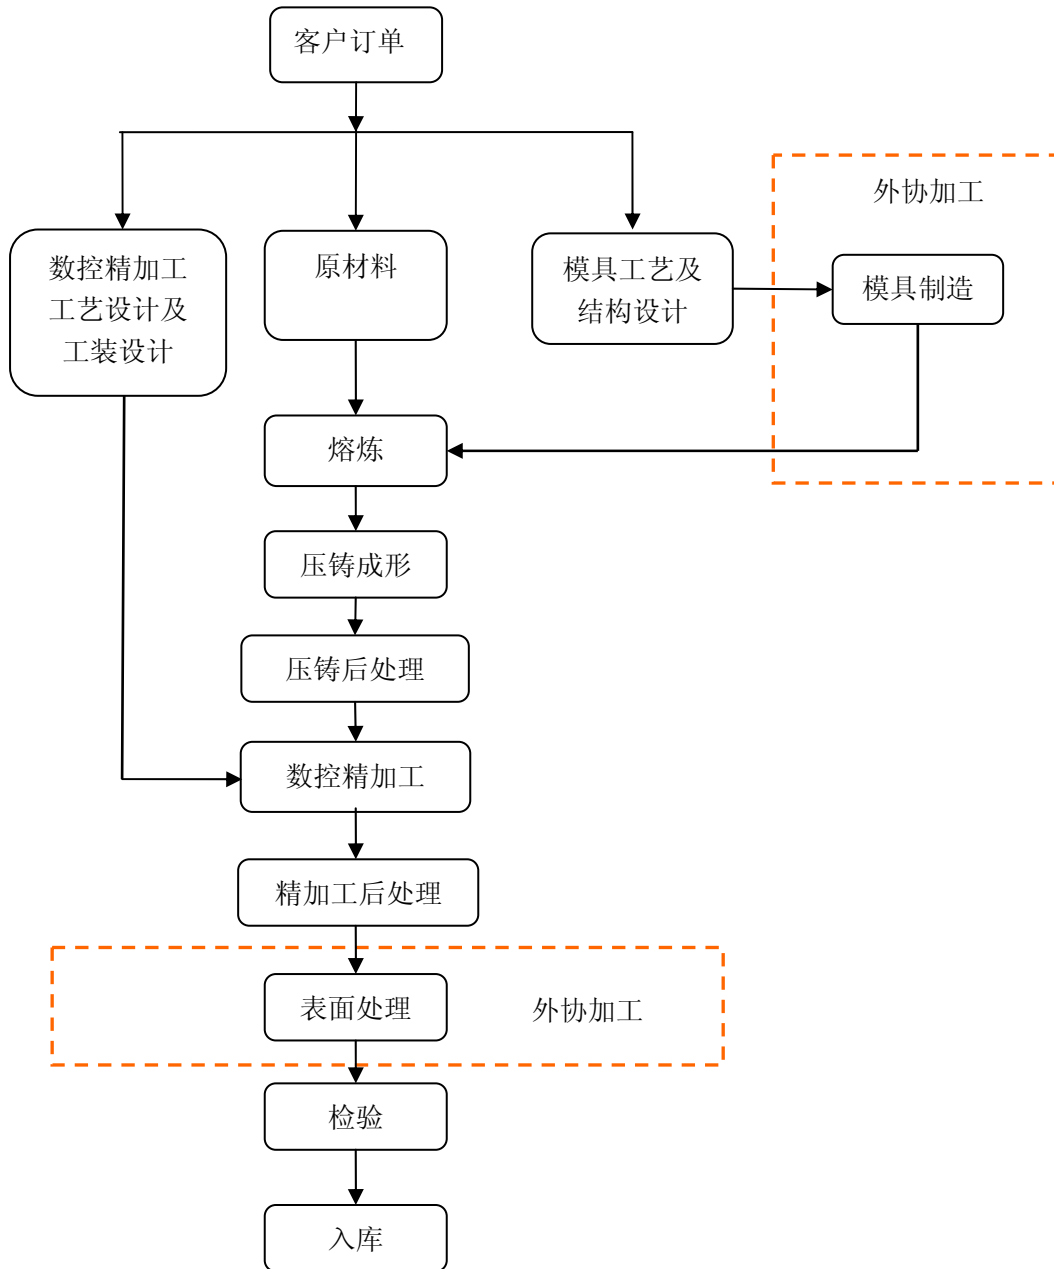 客户订单
外协加工
数控精加工
工艺设计及
工装设计
原材料
模具工艺及
结构设计
模具制造
熔炼
压铸成形
压铸后处理
数控精加工
精加工后处理
表面处理
外协加工
检验
入库